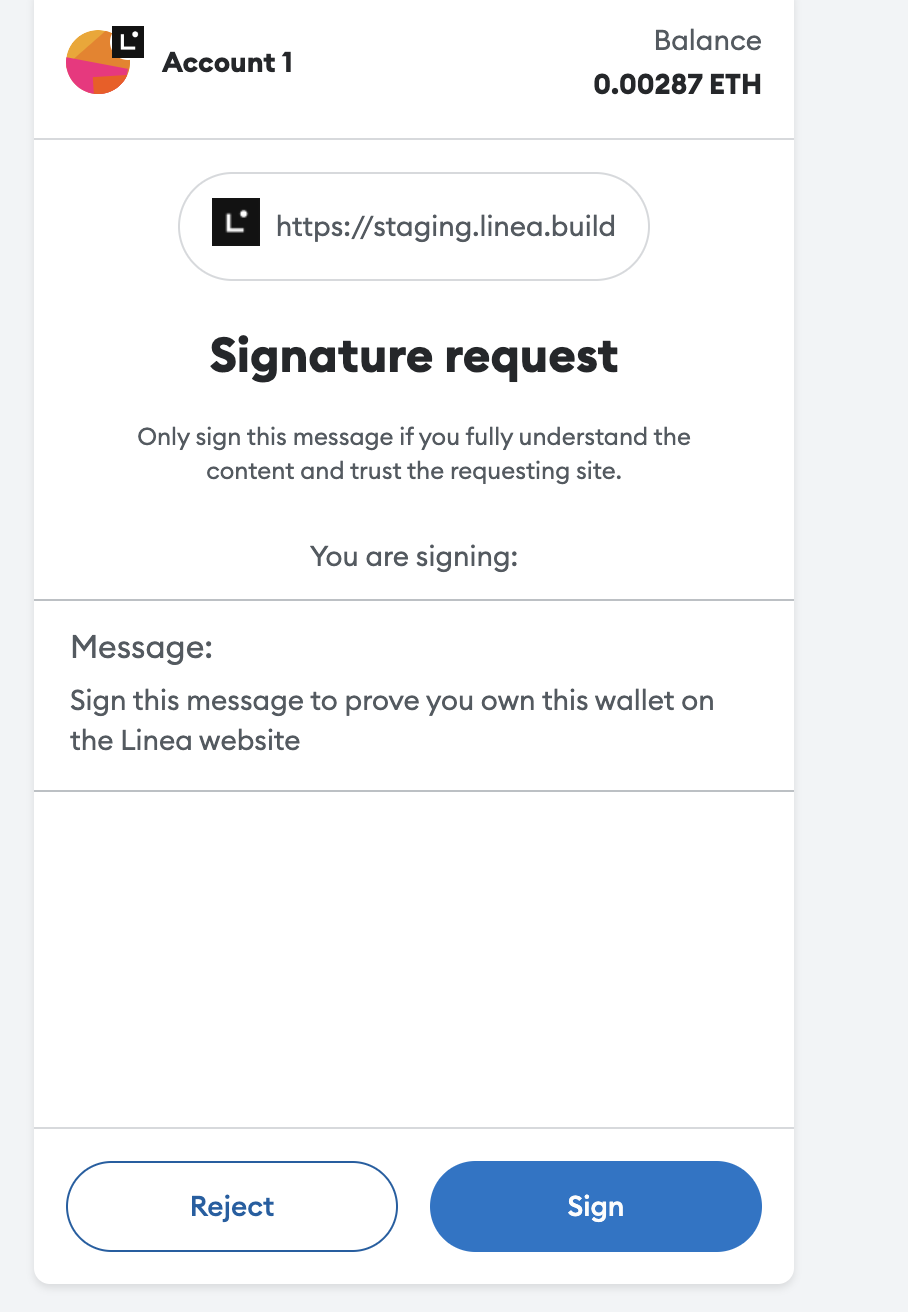 Account 1
Balance
0.00287 ETH
https://staging.linea.build
Signature request
Only sign this message if you fully understand the
content and trust the requesting site.
You are signing:
Message:
Sign this message to prove you own this wallet on
the Linea website
Reject
Sign